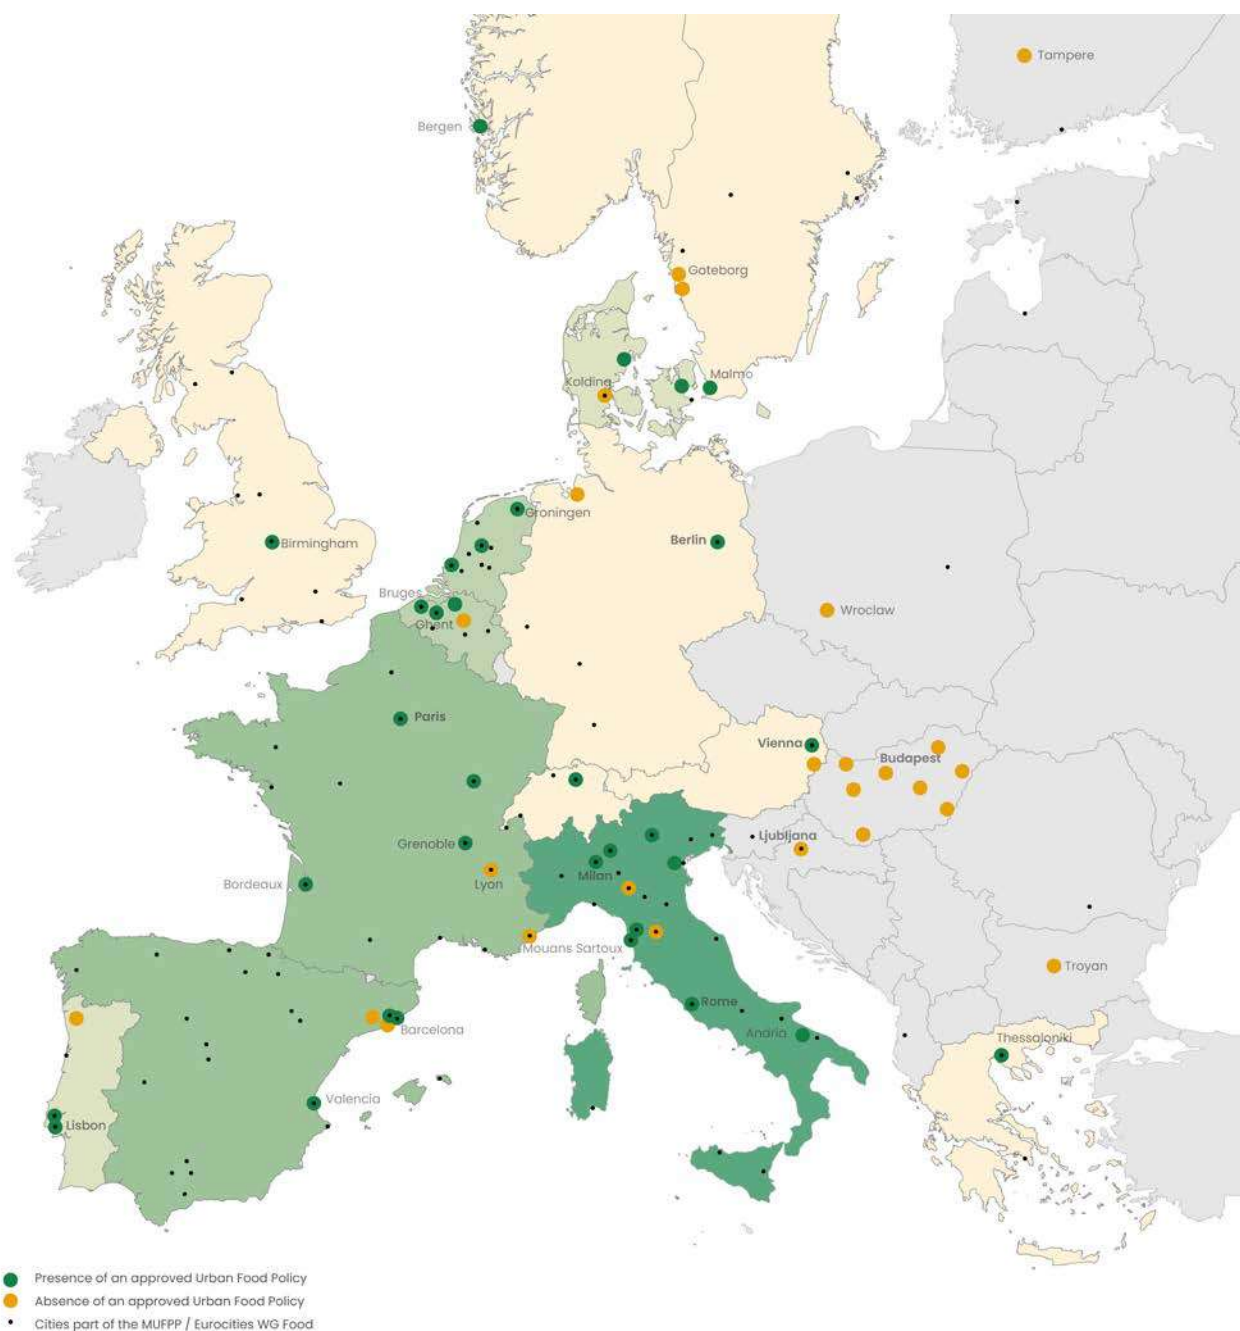 Tampere
Bergen
Goteborg
Malmo
Kolding
Groningen
Birmingham
Berlin
Bruges
Ghent
Wroclaw
Paris
Vienna
Budapest
Ljubljana
Grenoble
Lyon
Milan
Bordeaux
Mouans Sartoux
Troyan
Rome
Barcelona
Anaria
Thessaloniki
Valencia
Lisbon
Presence of an approved Urban Food Policy
Absence of an approved Urban Food Policy
Cities part of the MUFPP / Eurocities WG Food